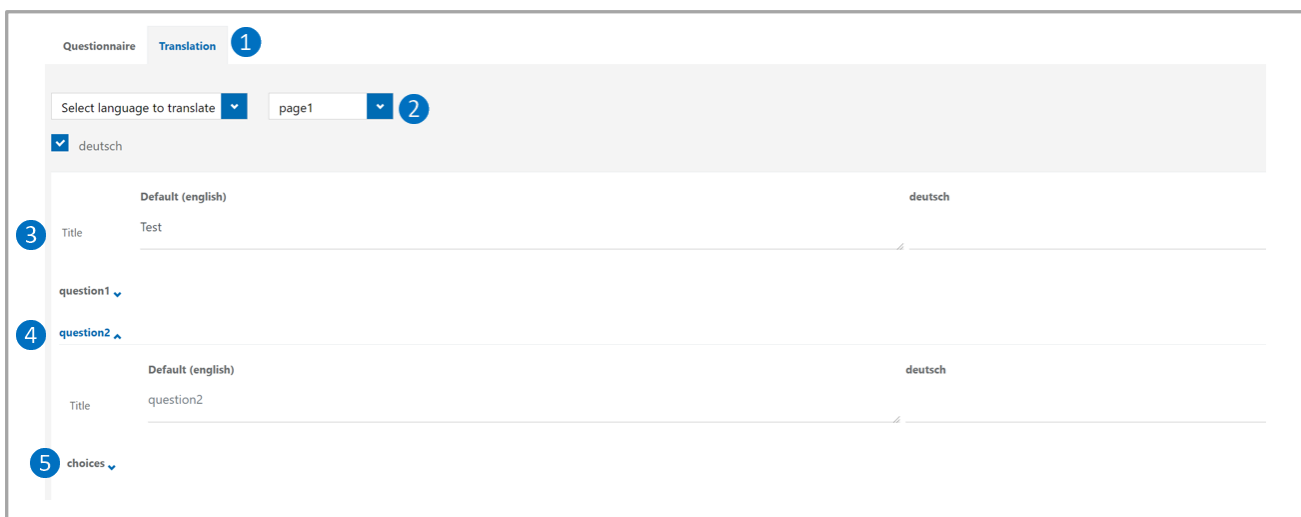 Questionnaire Translation 1
Select language to translate page1 2
deutsch
Default (english) deutsch
3 Title Test
question1
4 question2
Default (english) deutsch
Title question2
5 choices